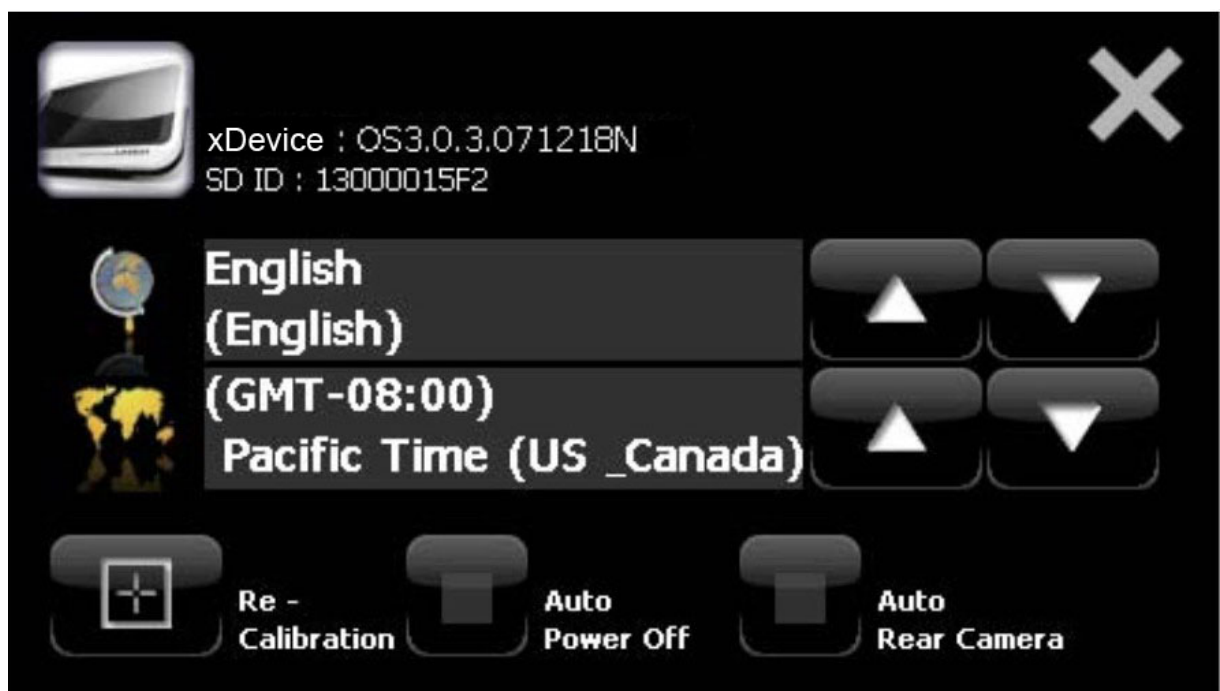 xDevice : OS3.0.3.071218N
SD ID : 13000015F2
English
(English)
(GMT-08:00)
Pacific Time (US _Canada)
Re -
Calibration
Auto
Power Off
Auto
Rear Camera